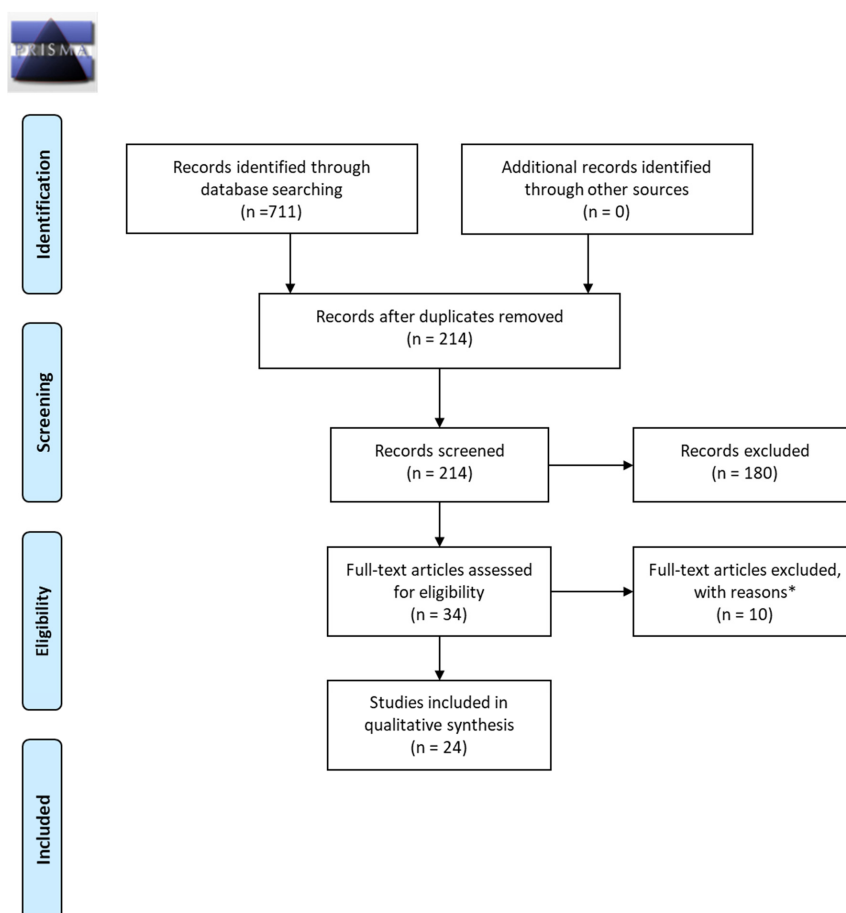 PRISMA
Identification
Records identified through
database searching
(n =711)
Additional records identified
through other sources
(n = 0)
Records after duplicates removed
(n = 214)
Screening
Records screened
(n = 214)
Records excluded
(n = 180)
Eligibility
Full-text articles assessed
for eligibility
(n = 34)
Full-text articles excluded,
with reasons*
(n = 10)
Studies included in
qualitative synthesis
(n = 24)
Included